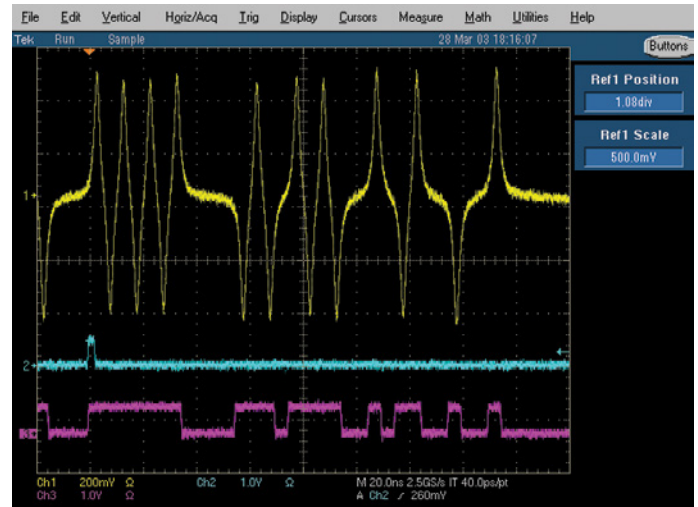 File Edit Vertical Horiz/Acq Trig Display Cursors Measure Math Utilities Help
Tek Run Sample 28 Mar 03 18:16:07 Buttons
Ref1 Position
1.08div
Ref1 Scale
500.0mV
1
2
Ch1 200mV Ω Ch2 1.0V Ω M 20.0ns 2.5GS/s IT 40.0ps/pt
Ch3 1.0V Ω A Ch2 ∕ 260mV